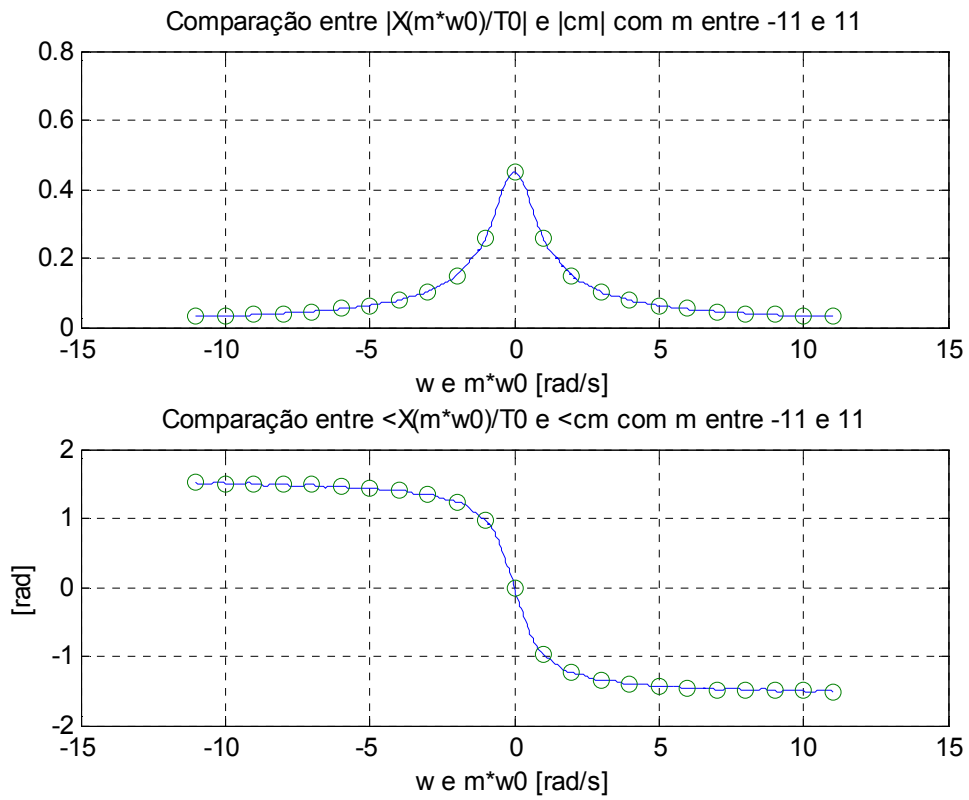 Comparação entre |X(m*w0)/T0| e |cm| com m entre -11 e 11
0.8
0.6
0.4
0.2
0
-15 -10 -5 0 5 10 15
w e m*w0 [rad/s]
Comparação entre <X(m*w0)/T0 e <cm com m entre -11 e 11
2
1
0
-1
-2
[rad]
-15 -10 -5 0 5 10 15
w e m*w0 [rad/s]